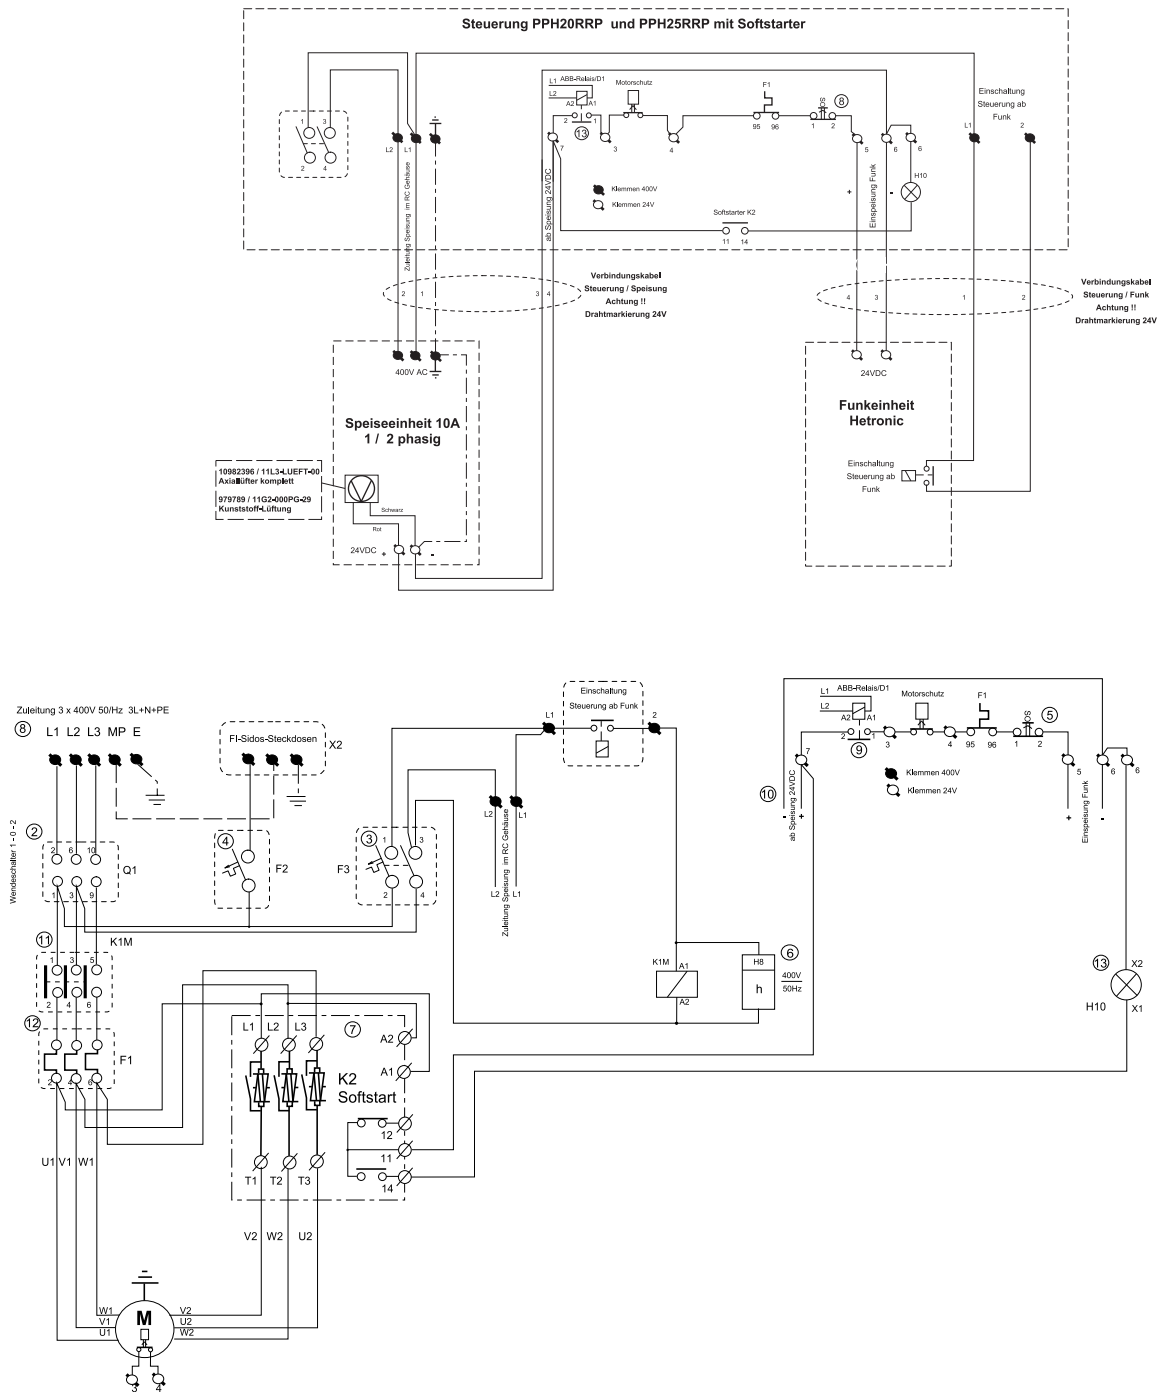 Steuerung PPH20RRP und PPH25RRP mit Softstarter
L1 ABB-Relais/D1
L2
A2 A1
Motorschutz
F1
SOS
8
Einschaltung
Steuerung ab
Funk
1 3
2 4
L2 L1
2 1
13
3
4
95 96
1 2
5 6 6
L1 2
7
H10
Klemmen 400V
Klemmen 24V
+ -
Softstarter K2
11 14
Zuleitung Speisung im RC Gehäuse
ab Speisung 24VDC
Einspeisung Funk
Verbindungskabel
Steuerung / Speisung
Achtung !!
Drahtmarkierung 24V
2 1 3 4
Verbindungskabel
Steuerung / Funk
Achtung !!
Drahtmarkierung 24V
4 3 1 2
400V AC
Speiseeinheit 10A
1 / 2 phasig
10982396 / 11L3-LUEFT-00
Axiallüfter komplett
979789 / 11G2-000PG-29
Kunststoff-Lüftung
Schwarz
Rot
24VDC + -
24VDC
Funkeinheit
Hetronic
Einschaltung
Steuerung ab
Funk
Zuleitung 3 x 400V 50/Hz 3L+N+PE
8 L1 L2 L3 MP E
FI-Sidos-Steckdosen
X2
Einschaltung
Steuerung ab Funk
L1 2
L1 ABB-Relais/D1
L2
A2 A1
Motorschutz
F1
SOS
5
2 1
9
3 4
95 96
1 2
7
5 6 6
Klemmen 400V
Klemmen 24V
10
- +
ab Speisung 24VDC
+ -
Einspeisung Funk
Wendeschalter 1 - 0 - 2
2
2 6 10
Q1
1 3 9
4
F2
3
1 3
F3
2 4
L2 L1
Zuleitung Speisung im RC Gehäuse
L2 L1
11
K1M
1 3 5
2 4 6
12
F1
2 4 6
K1M
A1
A2
H8
h
6
400V
50Hz
13
X2
H10
X1
L1 L2 L3
7
A2
A1
K2
Softstart
12
11
14
T1 T2 T3
U1 V1 W1
V2 W2 U2
W1
V1
U1
M
V2
U2
W2
3 4